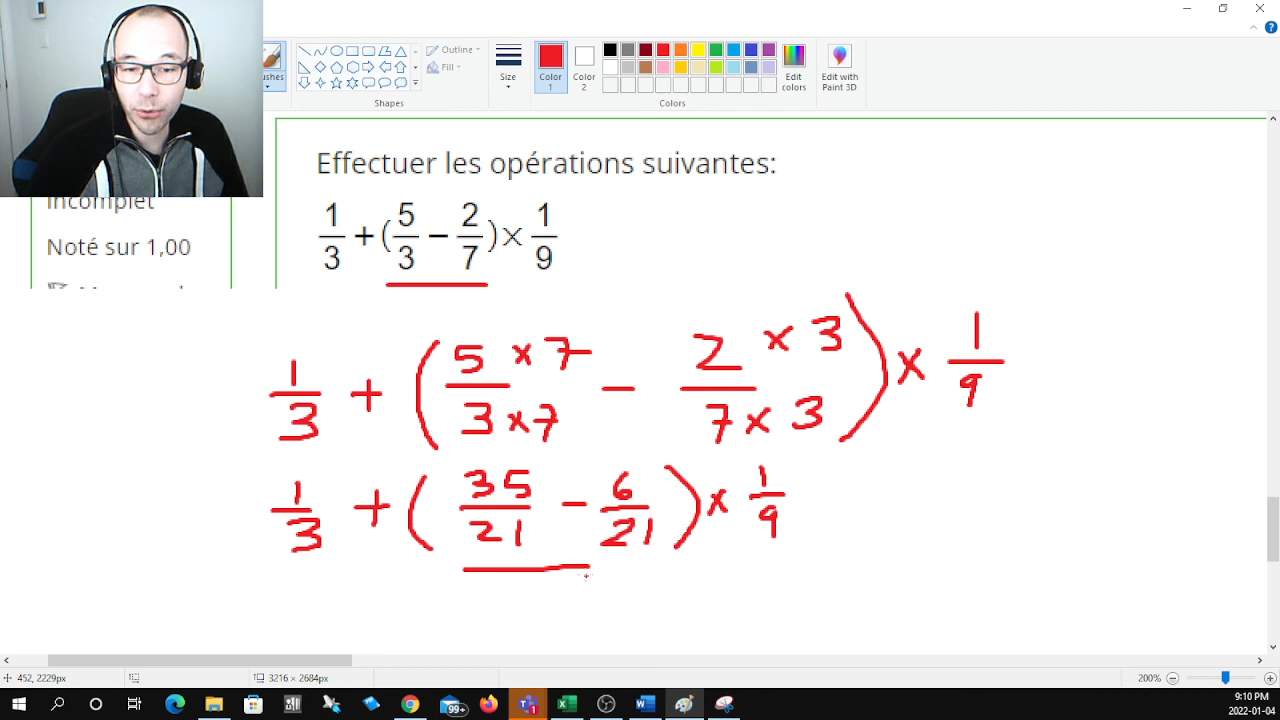 Outline
Fill
ushes
Size
Color
1
Color
2
Edit
colors
Edit with
Paint 3D
Shapes
Colors
Incomplet
Noté sur 1,00
Effectuer les opérations suivantes:
1/3 + (5/3 − 2/7) × 1/9
1/3 + (5 × 7/3 × 7 − 2 × 3/7 × 3) × 1/9
1/3 + (35/21 − 6/21) × 1/9
452, 2229px
3216 × 2684px
200%
99+
1
9:10 PM
2022-01-04